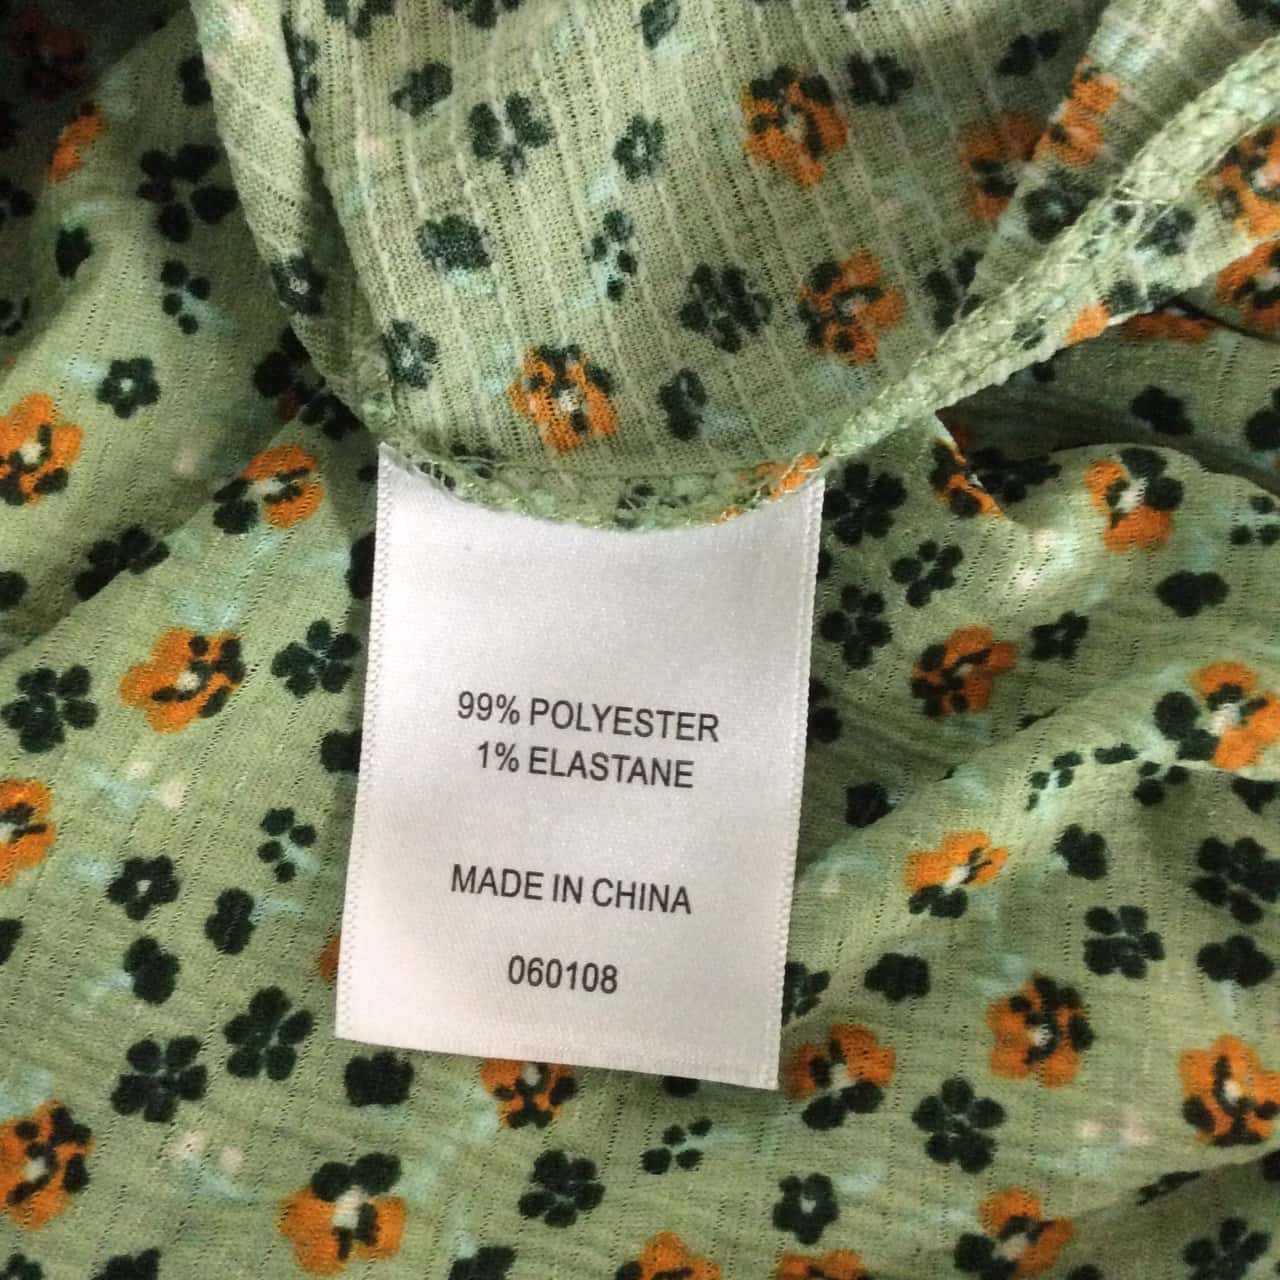 99% POLYESTER
1% ELASTANE
MADE IN CHINA
060108